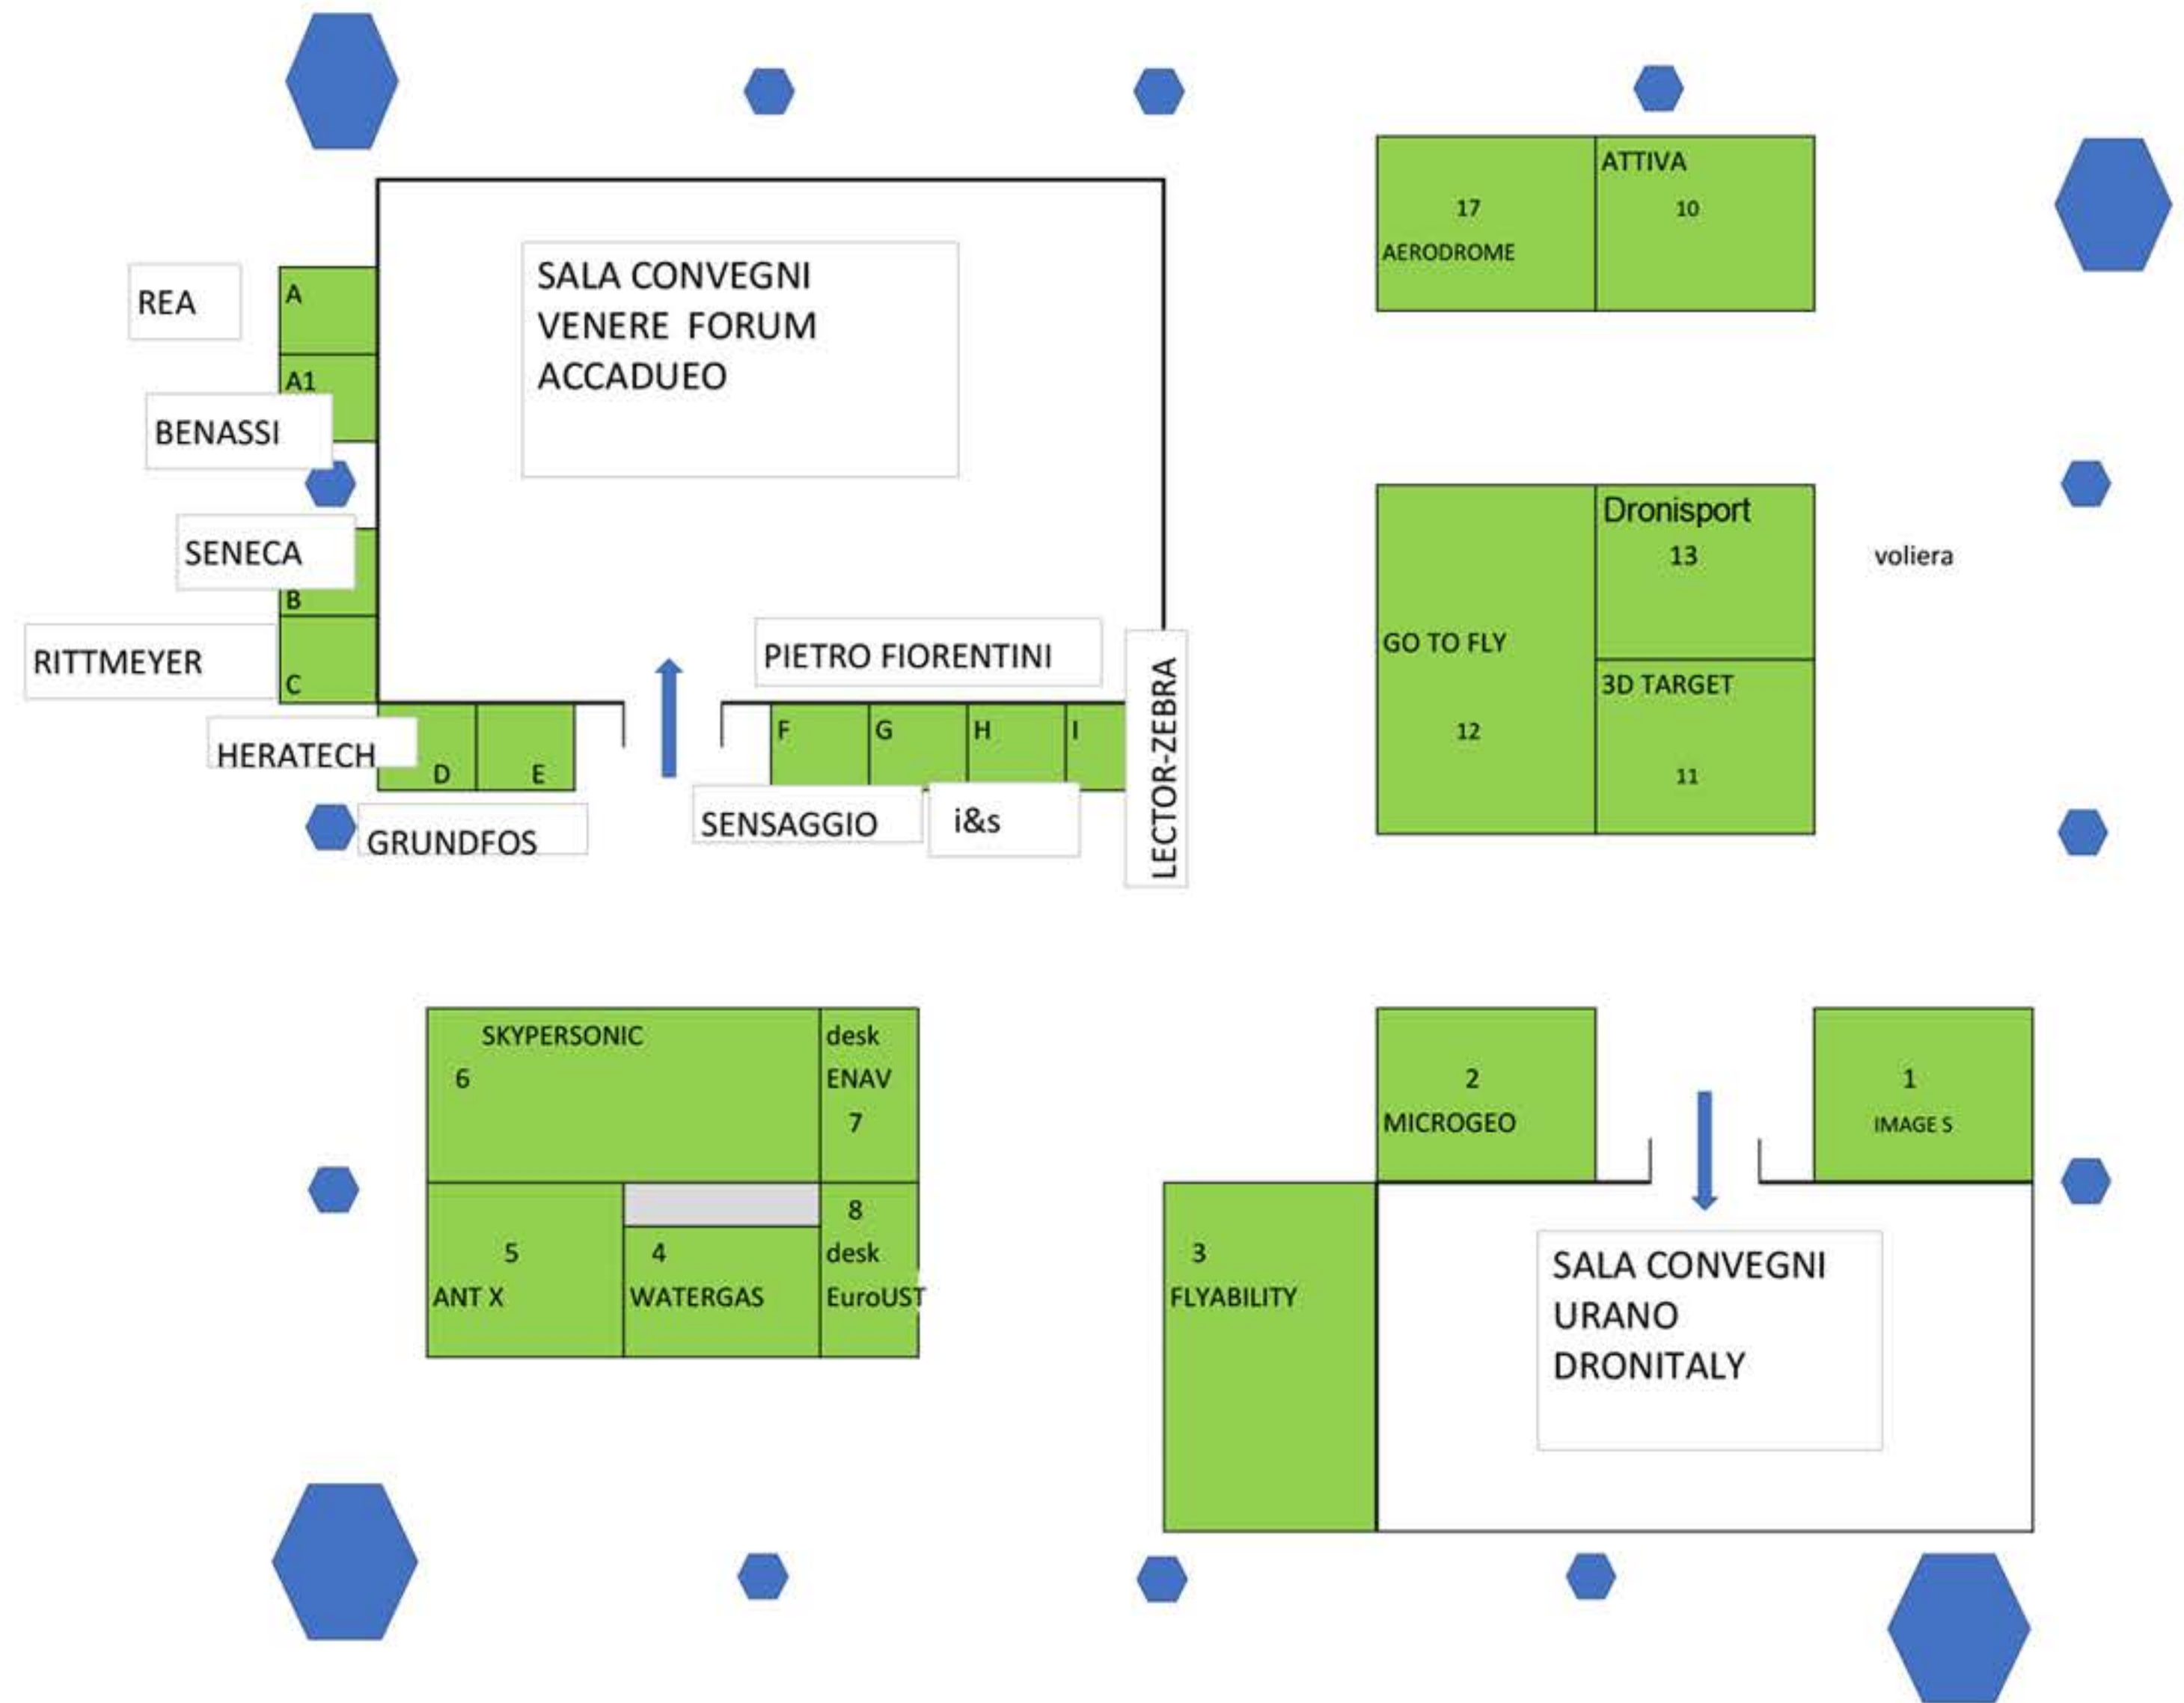 ATTIVA
17
10
AERODROME
SALA CONVEGNI
VENERE FORUM
ACCADUEO
REA
A
A1
BENASSI
SENECA
B
RITTMEYER
C
HERATECH
D
E
GRUNDFOS
PIETRO FIORENTINI
F
G
H
I
SENSAGGIO
i&s
LECTOR-ZEBRA
Dronisport
13
voliera
GO TO FLY
12
3D TARGET
11
SKYPERSONIC
6
desk
ENAV
7
5
ANT X
4
WATERGAS
8
desk
EuroUST
2
MICROGEO
1
IMAGE S
3
FLYABILITY
SALA CONVEGNI
URANO
DRONITALY